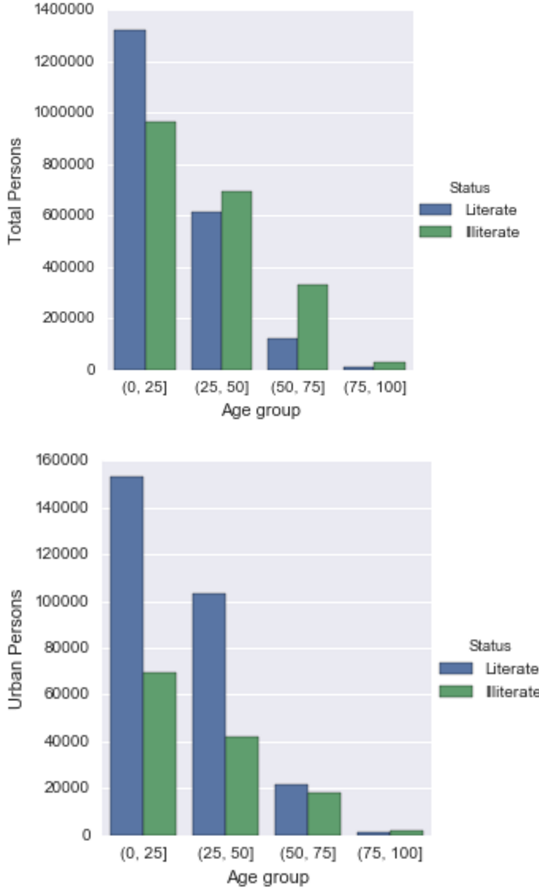 1400000
1200000
1000000
800000
600000
400000
200000
0
Total Persons
(0, 25] (25, 50] (50, 75] (75, 100]
Age group
Status
Literate
Illiterate
160000
140000
120000
100000
80000
60000
40000
20000
0
Urban Persons
(0, 25] (25, 50] (50, 75] (75, 100]
Age group
Status
Literate
Illiterate